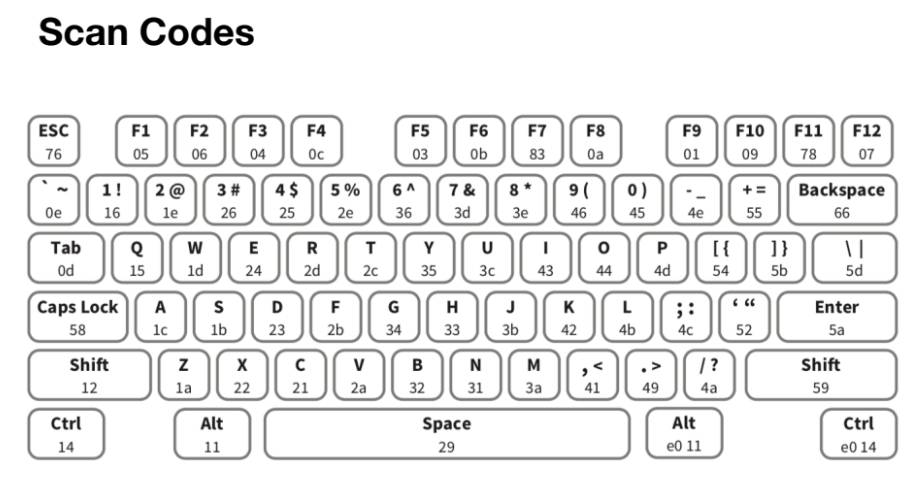 Scan Codes
ESC F1 F2 F3 F4 F5 F6 F7 F8 F9 F10 F11 F12
76 05 06 04 0c 03 0b 83 0a 01 09 78 07
` ~ 1 ! 2 @ 3 # 4 $ 5 % 6 ^ 7 & 8 * 9 ( 0 ) - _ + = Backspace
0e 16 1e 26 25 2e 36 3d 3e 46 45 4e 55 66
Tab Q W E R T Y U I O P [ { ] } \ |
0d 15 1d 24 2d 2c 35 3c 43 44 4d 54 5b 5d
Caps Lock A S D F G H J K L ; : ‘ “ Enter
58 1c 1b 23 2b 34 33 3b 42 4b 4c 52 5a
Shift Z X C V B N M , < . > / ? Shift
12 1a 22 21 2a 32 31 3a 41 49 4a 59
Ctrl Alt Space Alt Ctrl
14 11 29 e0 11 e0 14